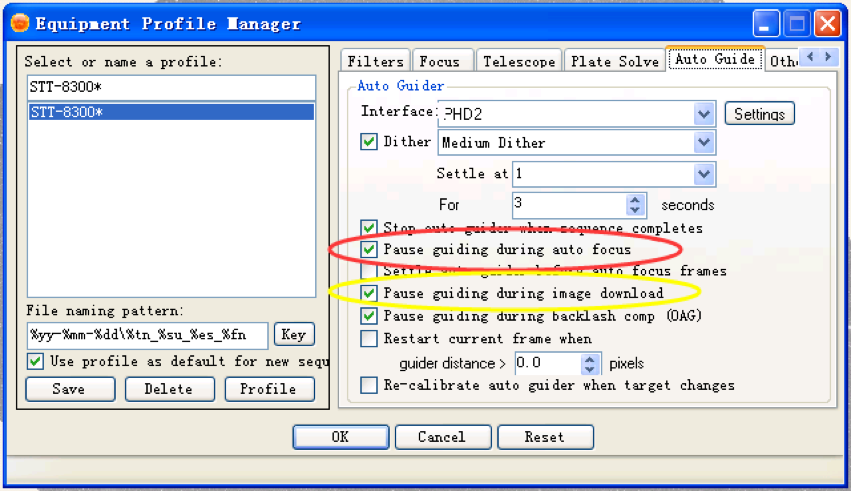 Equipment Profile Manager
Select or name a profile:
STT-8300*
STT-8300*
File naming pattern:
%yy-%mm-%dd\%tn_%su_%es_%fn
Key
Use profile as default for new sequ
Save Delete Profile
Filters Focus Telescope Plate Solve Auto Guide Othe
Auto Guider
Interface: PHD2 Settings
Dither Medium Dither
Settle at 1
For 3 seconds
Stop auto guider when sequence completes
Pause guiding during auto focus
Settle auto guider before auto focus frames
Pause guiding during image download
Pause guiding during backlash comp (OAG)
Restart current frame when
guider distance > 0.0 pixels
Re-calibrate auto guider when target changes
OK Cancel Reset